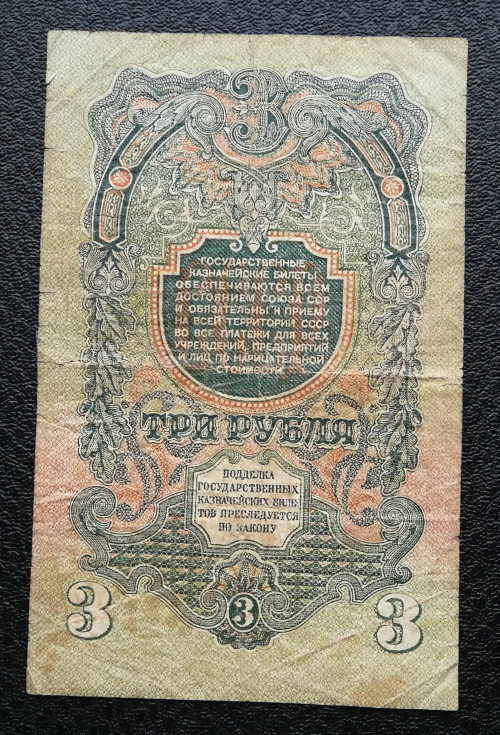 3
ГОСУДАРСТВЕННЫЕ
КАЗНАЧЕЙСКИЕ БИЛЕТЫ
ОБЕСПЕЧИВАЮТСЯ ВСЕМ
ДОСТОЯНИЕМ СОЮЗА ССР
И ОБЯЗАТЕЛЬНЫ К ПРИЕМУ
НА ВСЕЙ ТЕРРИТОРИИ СССР
ВО ВСЕ ПЛАТЕЖИ ДЛЯ ВСЕХ
УЧРЕЖДЕНИЙ, ПРЕДПРИЯТИЙ
И ЛИЦ ПО НАРИЦАТЕЛЬНОЙ
СТОИМОСТИ
ТРИ РУБЛЯ
ПОДДЕЛКА
ГОСУДАРСТВЕННЫХ
КАЗНАЧЕЙСКИХ БИЛЕ
ТОВ ПРЕСЛЕДУЕТСЯ
ПО ЗАКОНУ
3 3 3